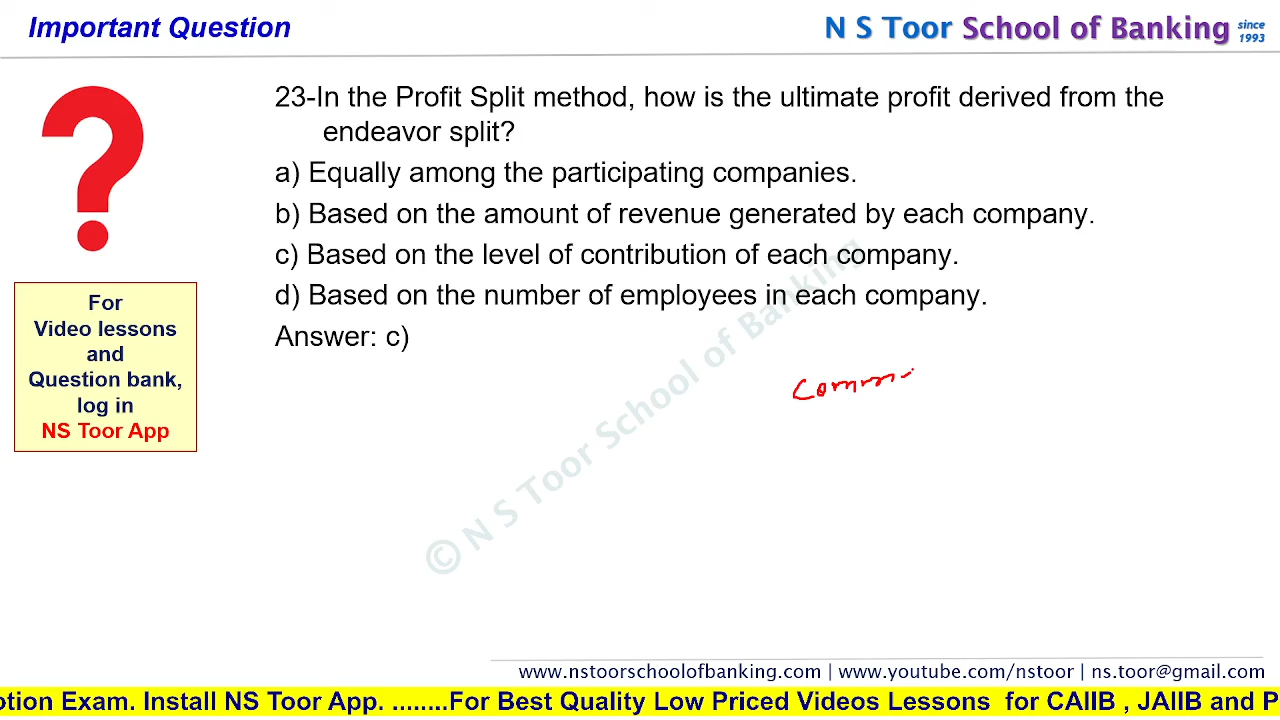 Important Question
N S Toor School of Banking since 1993
23-In the Profit Split method, how is the ultimate profit derived from the
endeavor split?
a) Equally among the participating companies.
b) Based on the amount of revenue generated by each company.
c) Based on the level of contribution of each company.
d) Based on the number of employees in each company.
Answer: c)
For
Video lessons
and
Question bank,
log in
NS Toor App
© N S Toor School of Banking
www.nstoorschoolofbanking.com | www.youtube.com/nstoor | ns.toor@gmail.com
otion Exam. Install NS Toor App. ........For Best Quality Low Priced Videos Lessons for CAIIB , JAIIB and P